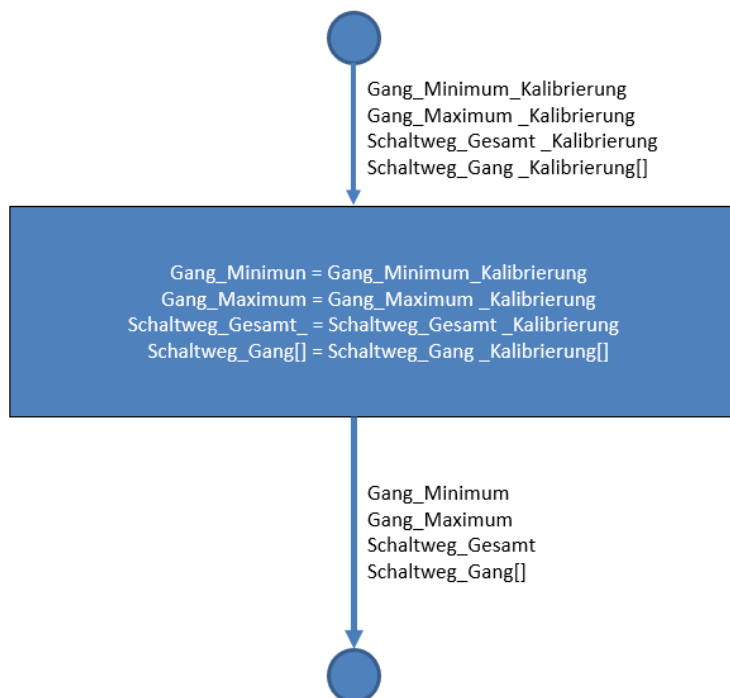 Gang_Minimum_Kalibrierung
Gang_Maximum _Kalibrierung
Schaltweg_Gesamt _Kalibrierung
Schaltweg_Gang _Kalibrierung[]
Gang_Minimun = Gang_Minimum_Kalibrierung
Gang_Maximum = Gang_Maximum _Kalibrierung
Schaltweg_Gesamt_ = Schaltweg_Gesamt _Kalibrierung
Schaltweg_Gang[] = Schaltweg_Gang _Kalibrierung[]
Gang_Minimum
Gang_Maximum
Schaltweg_Gesamt
Schaltweg_Gang[]